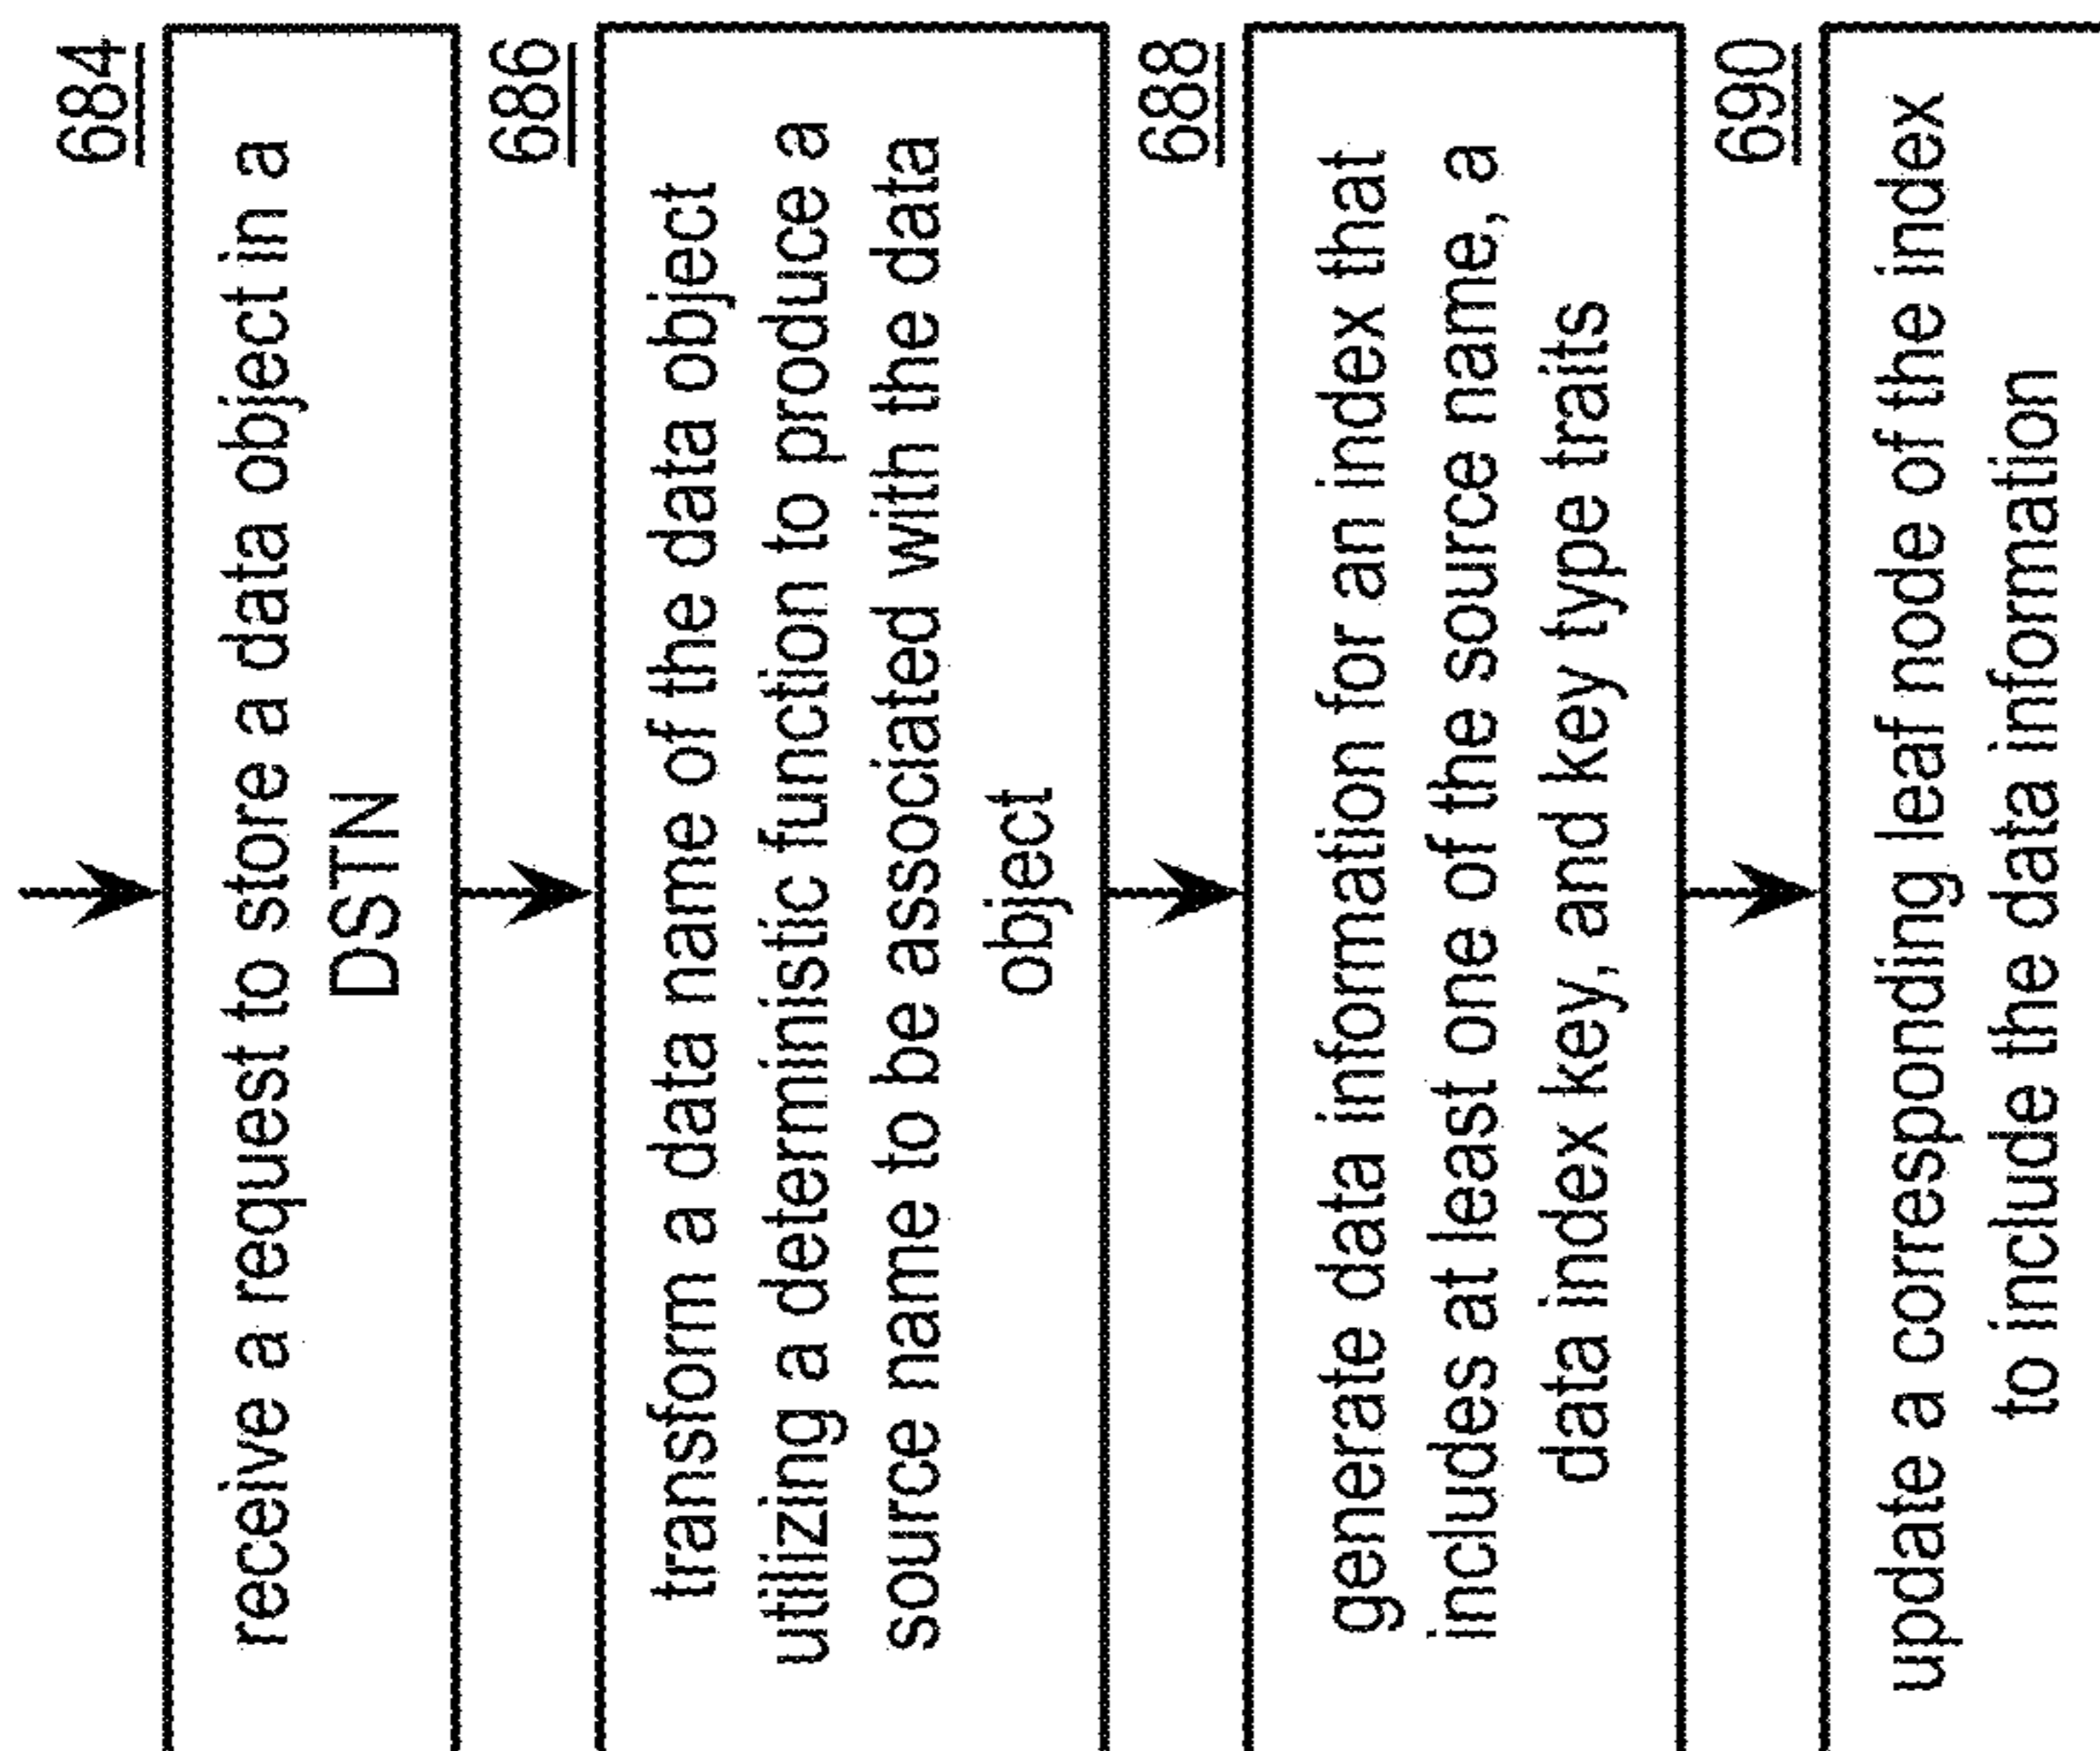 684
receive a request to store a data object in a
DSTN
686
transform a data name of the data object
utilizing a deterministic function to produce a
source name to be associated with the data
object
688
generate data information for an index that
includes at least one of the source name, a
data index key, and key type traits
690
update a corresponding leaf node of the index
to include the data information